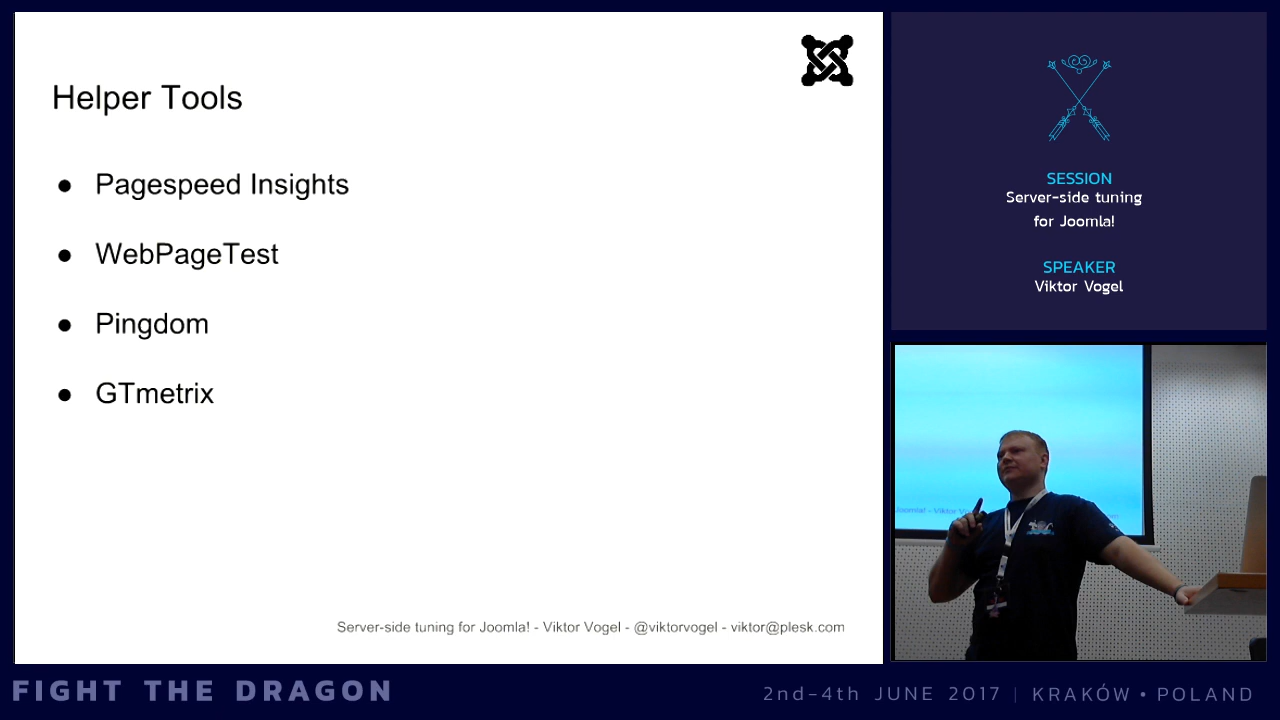 Helper Tools
● Pagespeed Insights
● WebPageTest
● Pingdom
● GTmetrix
Server-side tuning for Joomla! - Viktor Vogel - @viktorvogel - viktor@plesk.com
SESSION
Server-side tuning
for Joomla!
SPEAKER
Viktor Vogel
FIGHT THE DRAGON
2nd-4th JUNE 2017 | KRAKÓW • POLAND